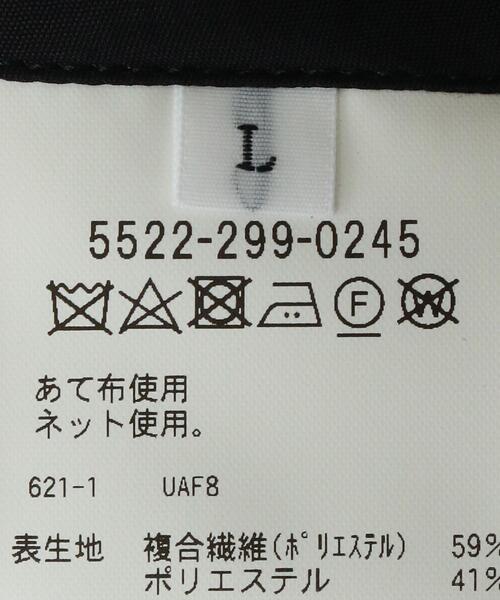 L
5522-299-0245
F W
あて布使用
ネット使用。
621-1 UAF8
表生地 複合繊維(ﾎﾟﾘｴｽﾃﾙ) 59%
ポリエステル 41%